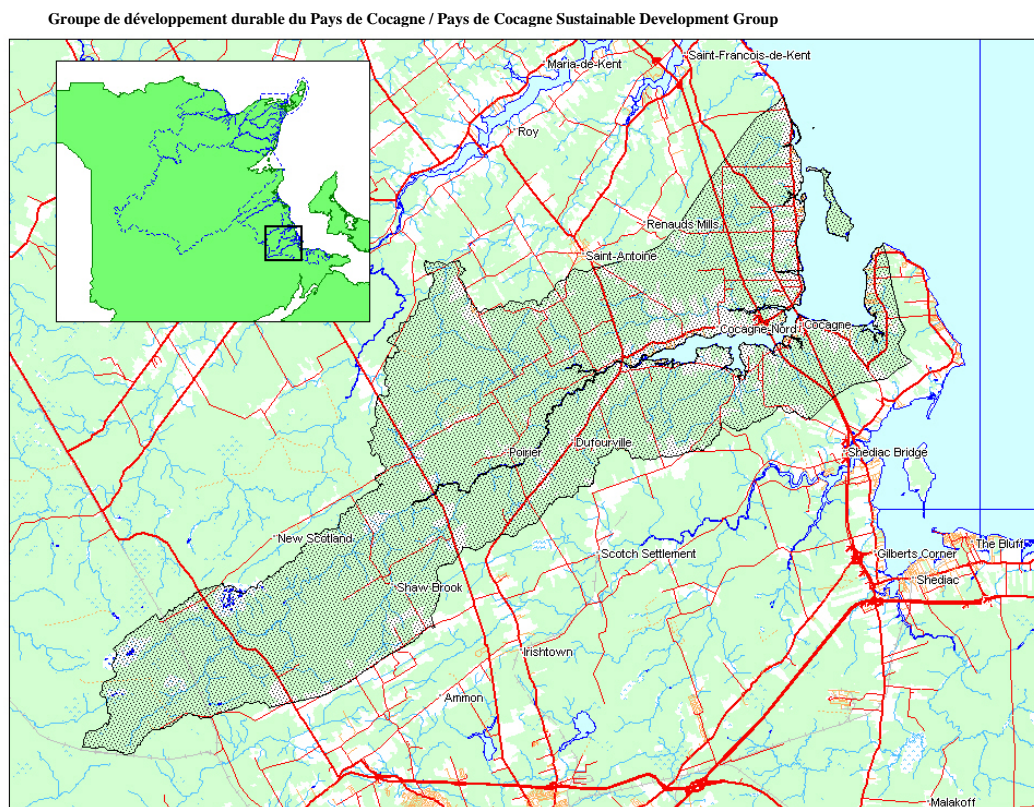 Groupe de développement durable du Pays de Cocagne / Pays de Cocagne Sustainable Development Group
Saint-Francois-de-Kent
Maria-de-Kent
Roy
Renauds Mills
Saint-Antoine
Cocagne-Nord
Cocagne
Dufourville
Poirier
Shediac Bridge
New Scotland
Scotch Settlement
The Bluff
Gilberts Corner
Shediac
Shaw Brook
Irishtown
Ammon
Malakoff